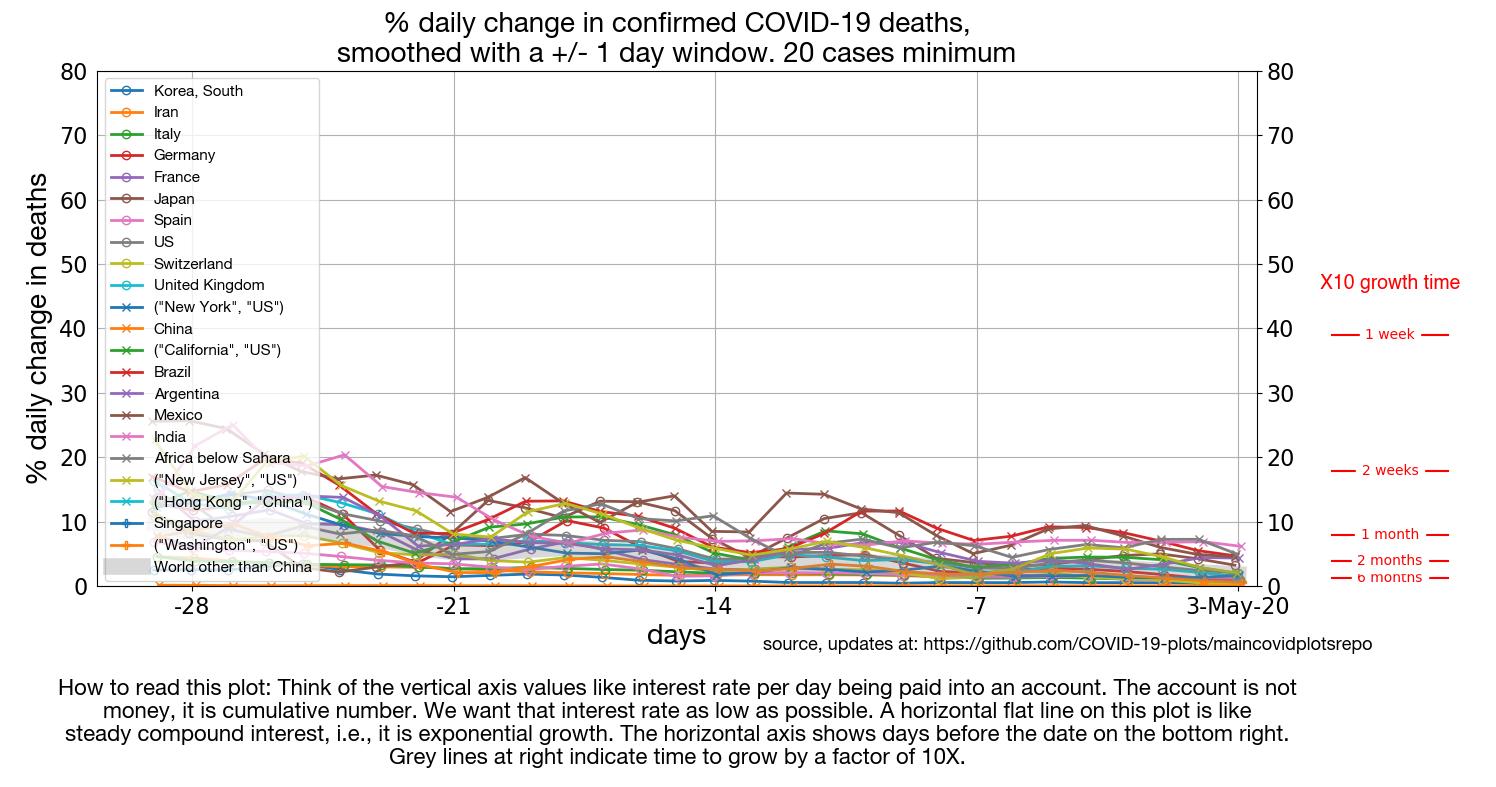 % daily change in confirmed COVID-19 deaths,
smoothed with a +/- 1 day window. 20 cases minimum
% daily change in deaths
80
70
60
50
40
30
20
10
0
Korea, South
Iran
Italy
Germany
France
Japan
Spain
US
Switzerland
United Kingdom
("New York", "US")
China
("California", "US")
Brazil
Argentina
Mexico
India
Africa below Sahara
("New Jersey", "US")
("Hong Kong", "China")
Singapore
("Washington", "US")
World other than China
80
70
60
50
40
30
20
10
0
X10 growth time
1 week
2 weeks
1 month
2 months
6 months
-28
-21
-14
-7
3-May-20
days
source, updates at: https://github.com/COVID-19-plots/maincovidplotsrepo
How to read this plot: Think of the vertical axis values like interest rate per day being paid into an account. The account is not
money, it is cumulative number. We want that interest rate as low as possible. A horizontal flat line on this plot is like
steady compound interest, i.e., it is exponential growth. The horizontal axis shows days before the date on the bottom right.
Grey lines at right indicate time to grow by a factor of 10X.